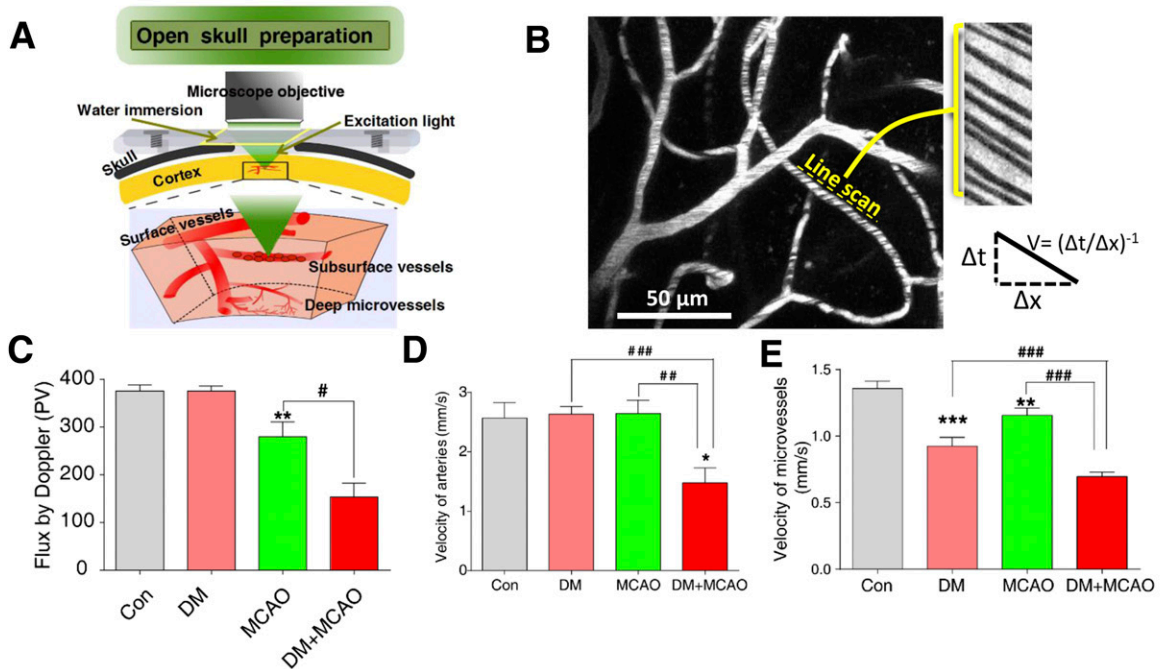 A
Open skull preparation
Microscope objective
Water immersion
Excitation light
Skull
Cortex
Surface vessels
Subsurface vessels
Deep microvessels
B
Line scan
50 μm
Δt
V= (Δt/Δx)⁻¹
Δx
C
Flux by Doppler (PV)
400
300
200
100
0
**
#
Con
DM
MCAO
DM+MCAO
D
Velocity of arteries (mm/s)
3
2
1
0
###
##
*
Con
DM
MCAO
DM+MCAO
E
Velocity of microvessels
(mm/s)
1.5
1.0
0.5
0.0
###
###
***
**
Con
DM
MCAO
DM+MCAO